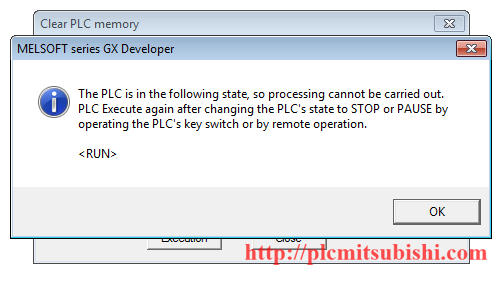 Clear PLC memory
MELSOFT series GX Developer
The PLC is in the following state, so processing cannot be carried out.
PLC Execute again after changing the PLC's state to STOP or PAUSE by
operating the PLC's key switch or by remote operation.
<RUN>
OK
Execution Close
http://plcmitsubishi.com